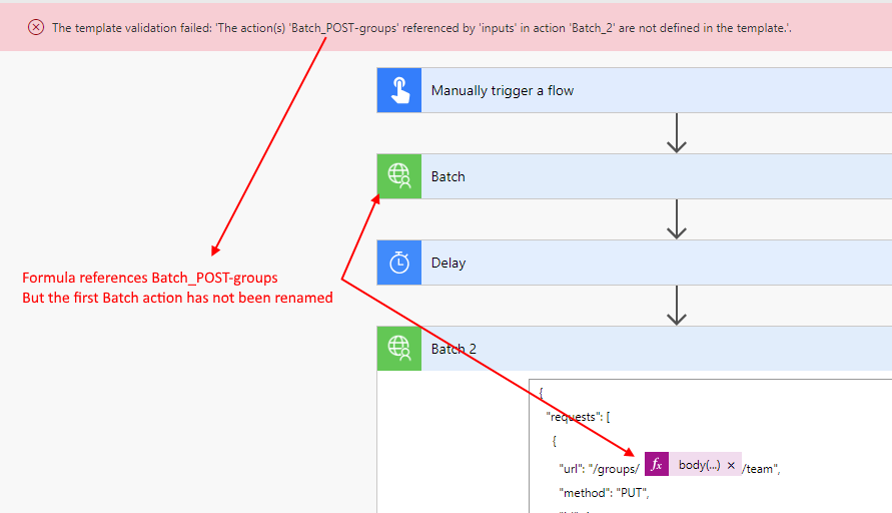 The template validation failed: 'The action(s) 'Batch_POST-groups' referenced by 'inputs' in action 'Batch_2' are not defined in the template.'.
Manually trigger a flow
Batch
Formula references Batch_POST-groups
But the first Batch action has not been renamed
Delay
Batch 2
{
"requests": [
{
"url": "/groups/ fx body(...) × /team",
"method": "PUT",